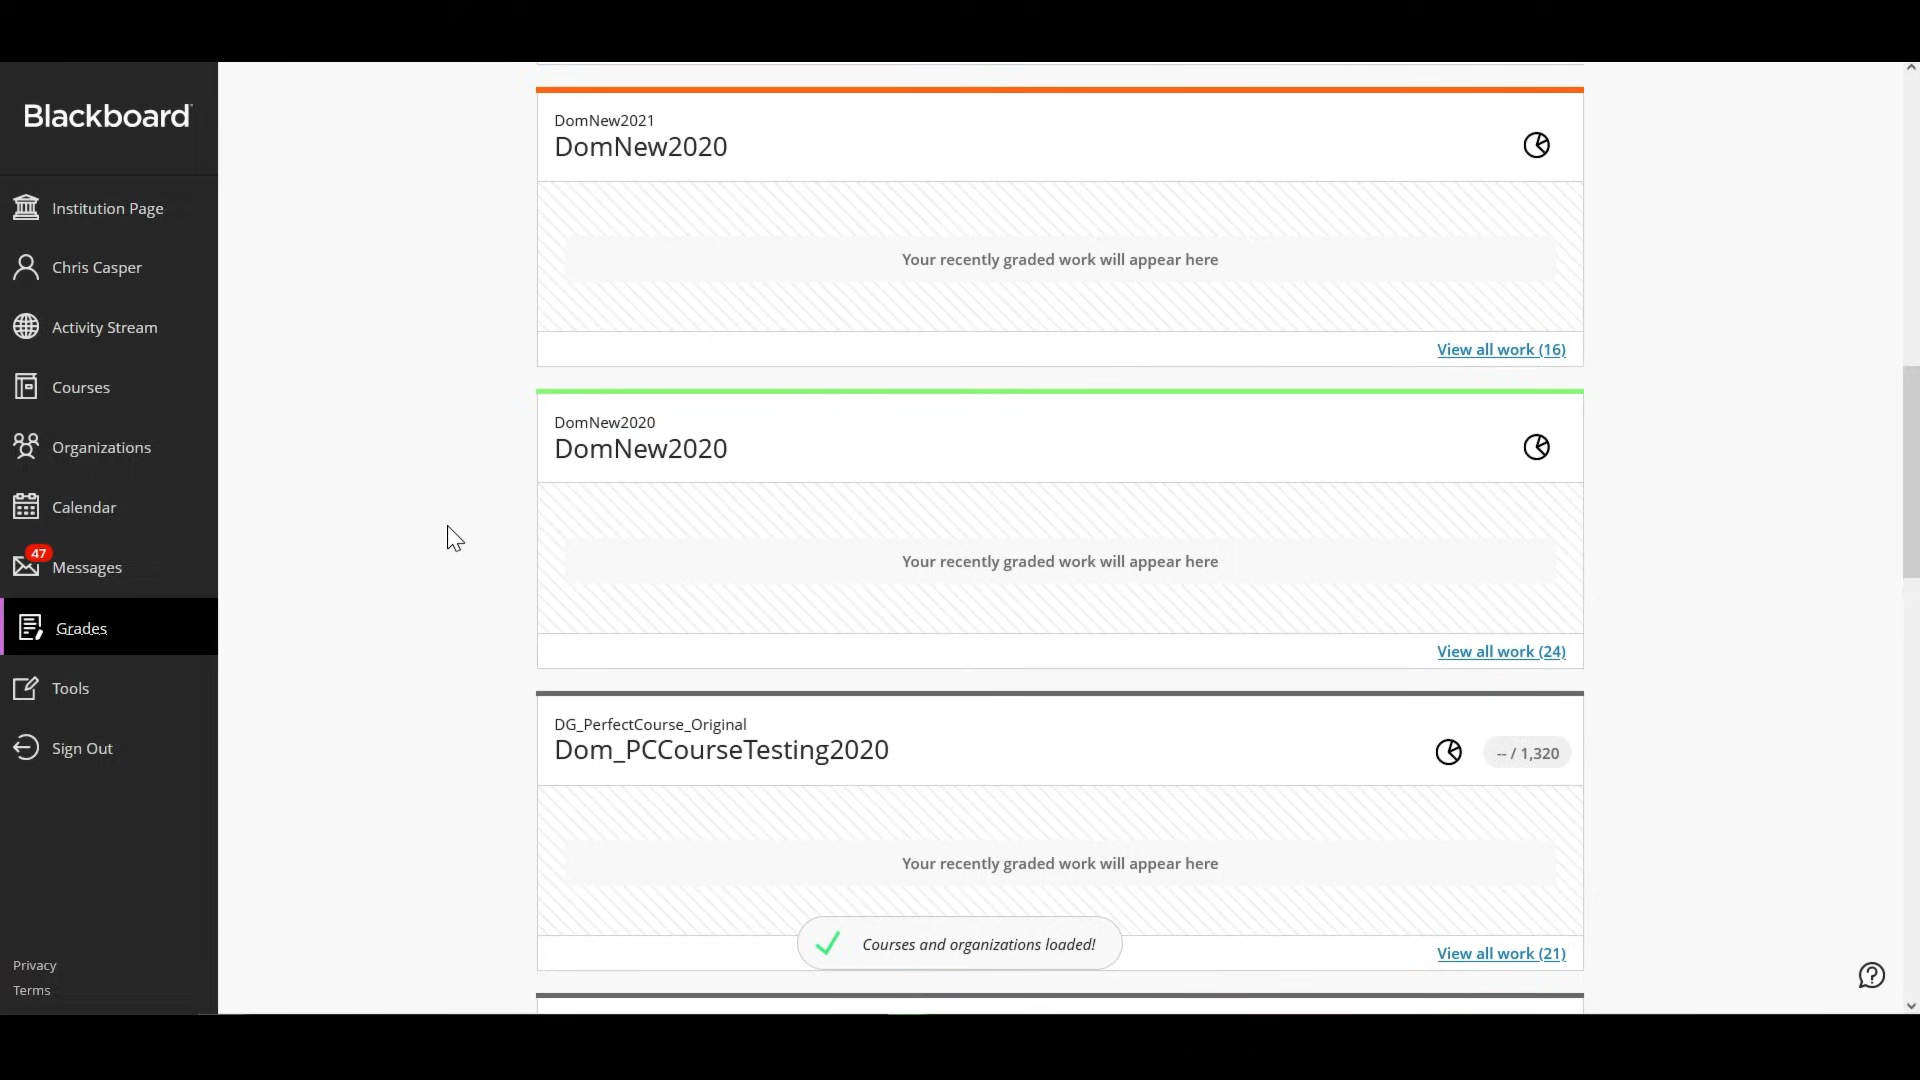 Blackboard
Institution Page
Chris Casper
Activity Stream
Courses
Organizations
Calendar
47
Messages
Grades
Tools
Sign Out
Privacy
Terms
DomNew2021
DomNew2020
Your recently graded work will appear here
View all work (16)
DomNew2020
DomNew2020
Your recently graded work will appear here
View all work (24)
DG_PerfectCourse_Original
Dom_PCCourseTesting2020
-- / 1,320
Your recently graded work will appear here
Courses and organizations loaded!
View all work (21)